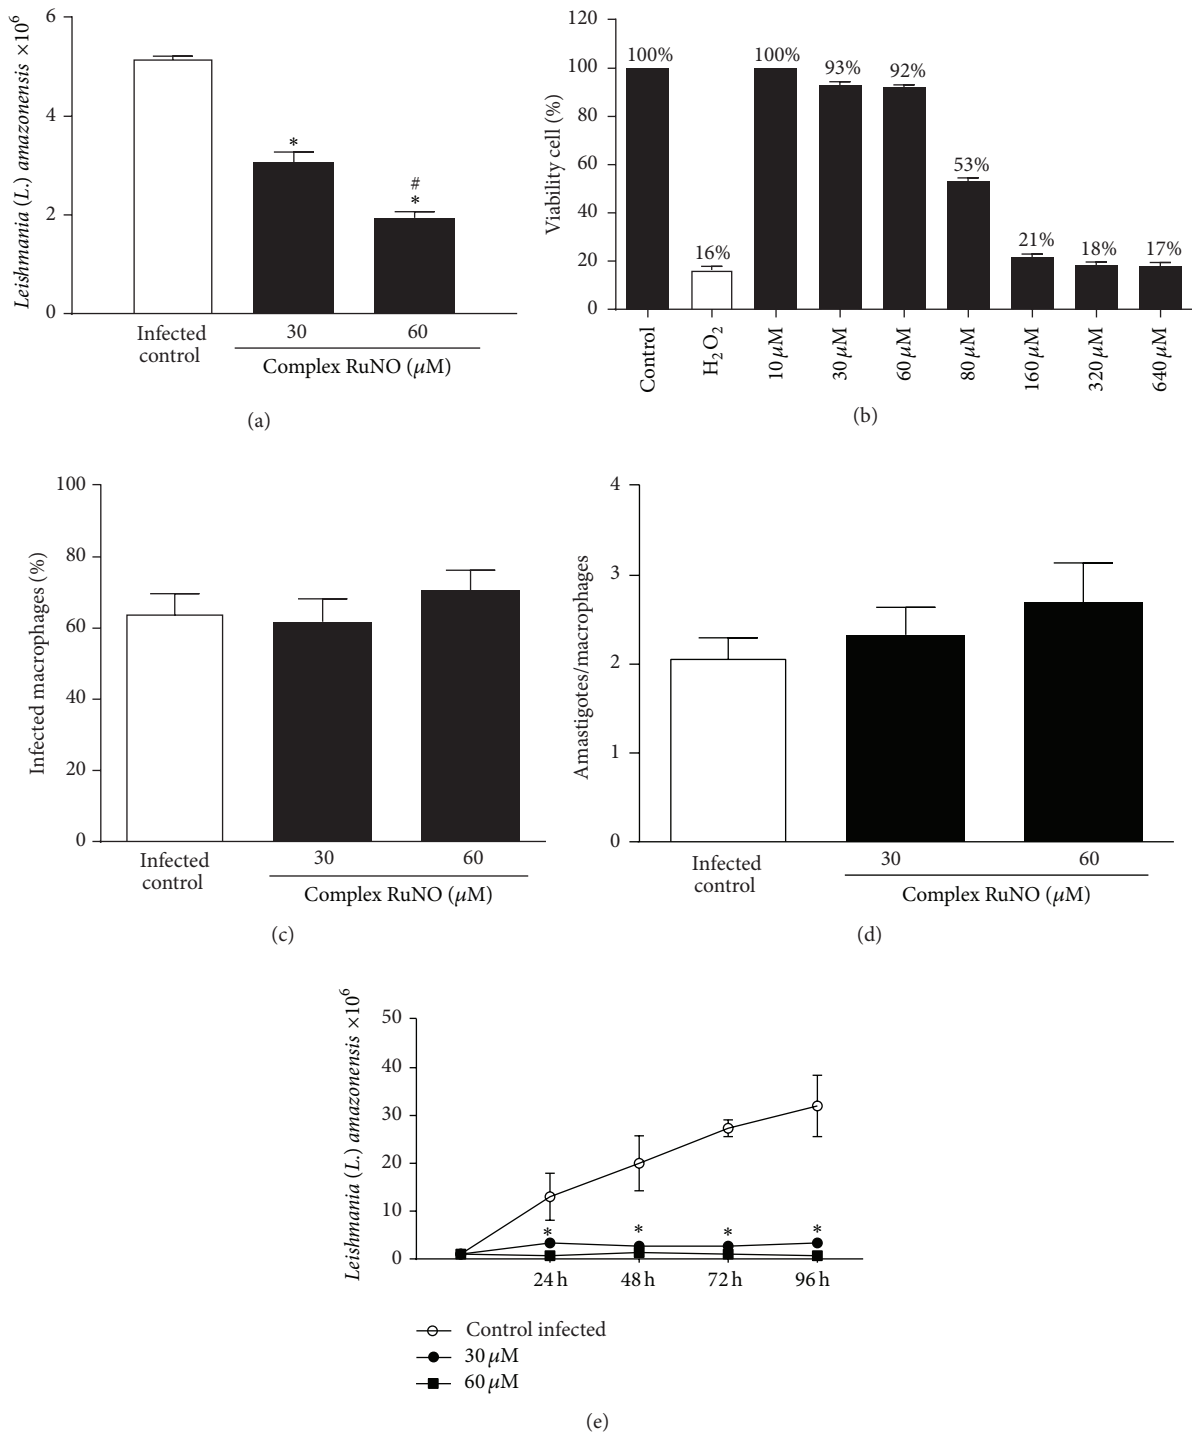 Leishmania (L.) amazonensis ×10⁶
6
4
2
0
*
#
*
Infected
control
30
60
Complex RuNO (μM)
(a)
Viability cell (%)
120
100
80
60
40
20
0
100%
16%
100%
93%
92%
53%
21%
18%
17%
Control
H₂O₂
10 μM
30 μM
60 μM
80 μM
160 μM
320 μM
640 μM
(b)
Infected macrophages (%)
100
80
60
40
20
0
Infected
control
30
60
Complex RuNO (μM)
(c)
Amastigotes/macrophages
4
3
2
1
0
Infected
control
30
60
Complex RuNO (μM)
(d)
Leishmania (L.) amazonensis ×10⁶
50
40
30
20
10
0
* * * *
24 h 48 h 72 h 96 h
Control infected
30 μM
60 μM
(e)